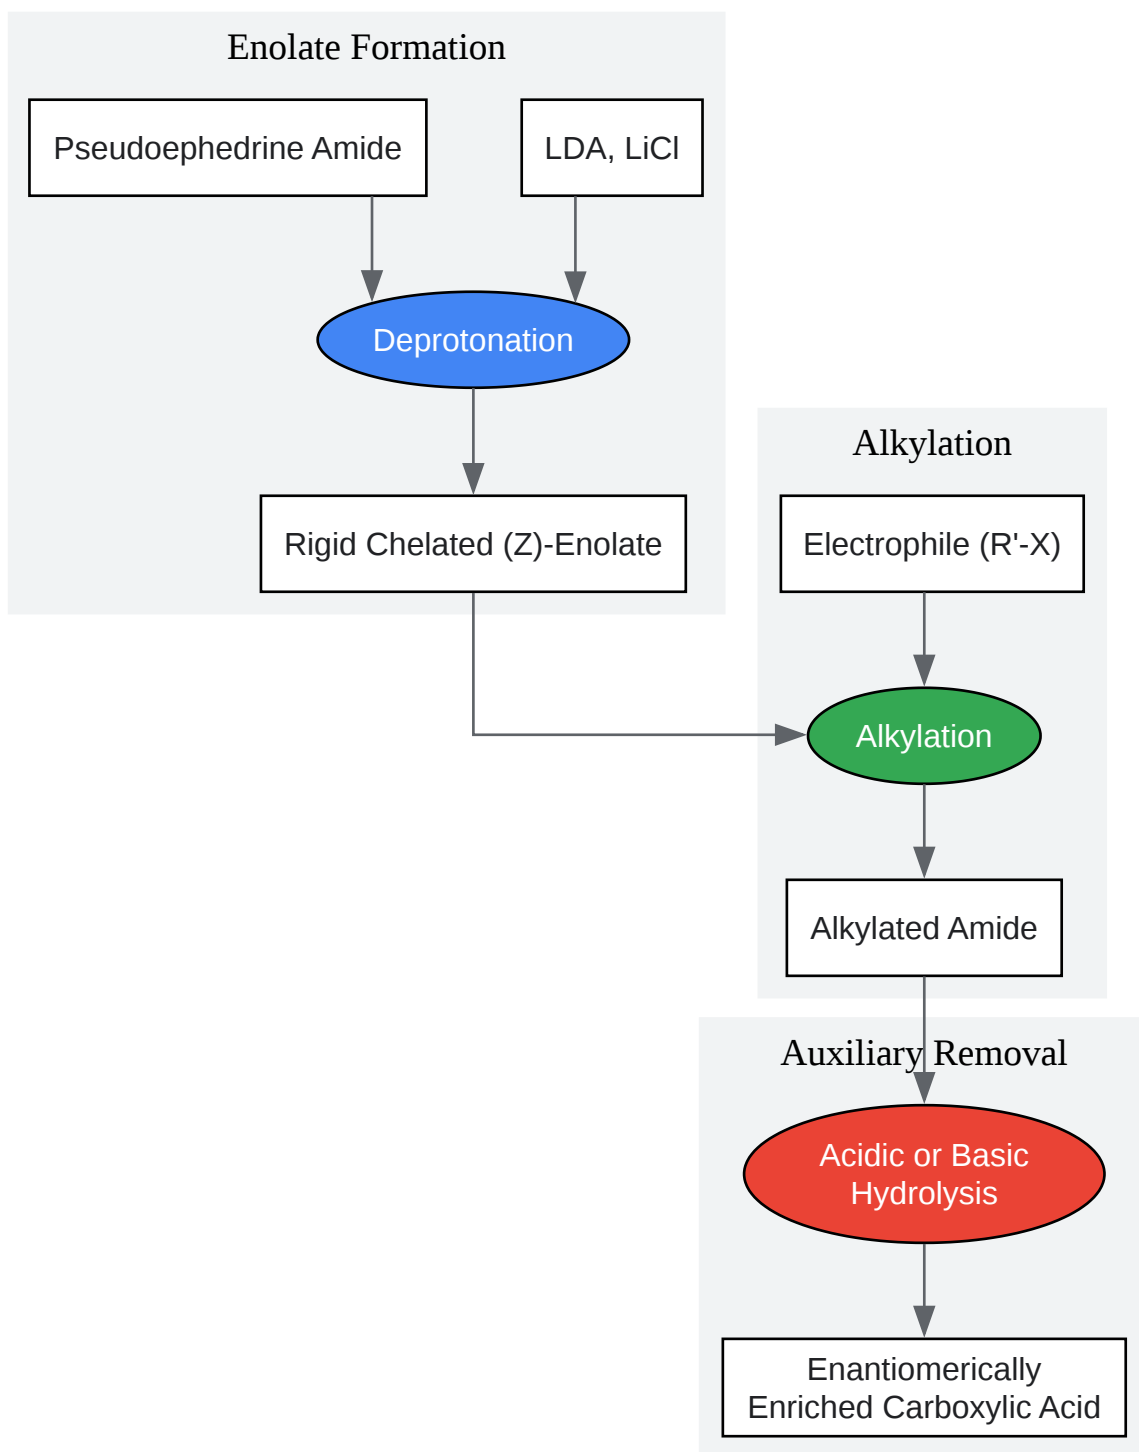 Enolate Formation
Pseudoephedrine Amide
LDA, LiCl
Deprotonation
Rigid Chelated (Z)-Enolate
Alkylation
Electrophile (R'-X)
Alkylation
Alkylated Amide
Auxiliary Removal
Acidic or Basic
Hydrolysis
Enantiomerically
Enriched Carboxylic Acid